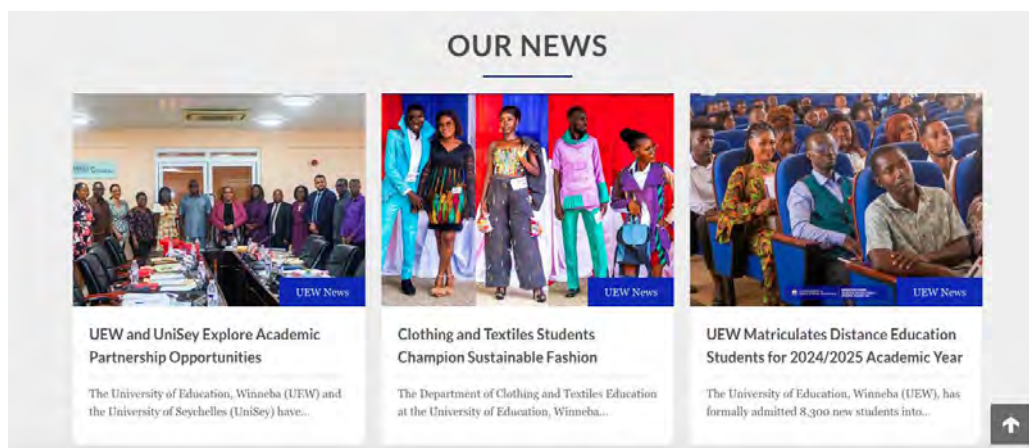 OUR NEWS
UEW News
UEW and UniSey Explore Academic
Partnership Opportunities
The University of Education, Winneba (UEW) and
the University of Seychelles (UniSey) have...
UEW News
Clothing and Textiles Students
Champion Sustainable Fashion
The Department of Clothing and Textiles Education
at the University of Education, Winneba...
UEW News
UEW Matriculates Distance Education
Students for 2024/2025 Academic Year
The University of Education, Winneba (UEW), has
formally admitted 8,300 new students into...